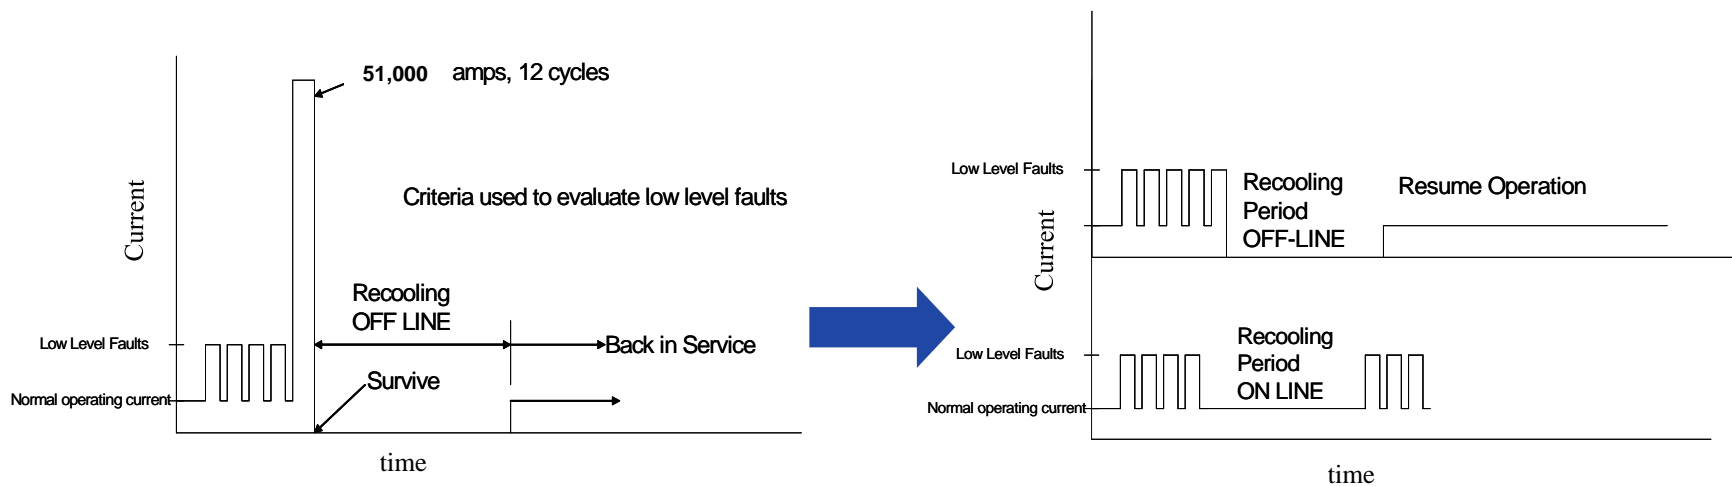 51,000 amps, 12 cycles
Criteria used to evaluate low level faults
Current
Recooling
OFF LINE
Low Level Faults
Back in Service
Survive
Normal operating current
time
Low Level Faults
Recooling
Period
OFF-LINE
Resume Operation
Current
Low Level Faults
Recooling
Period
ON LINE
Normal operating current
time